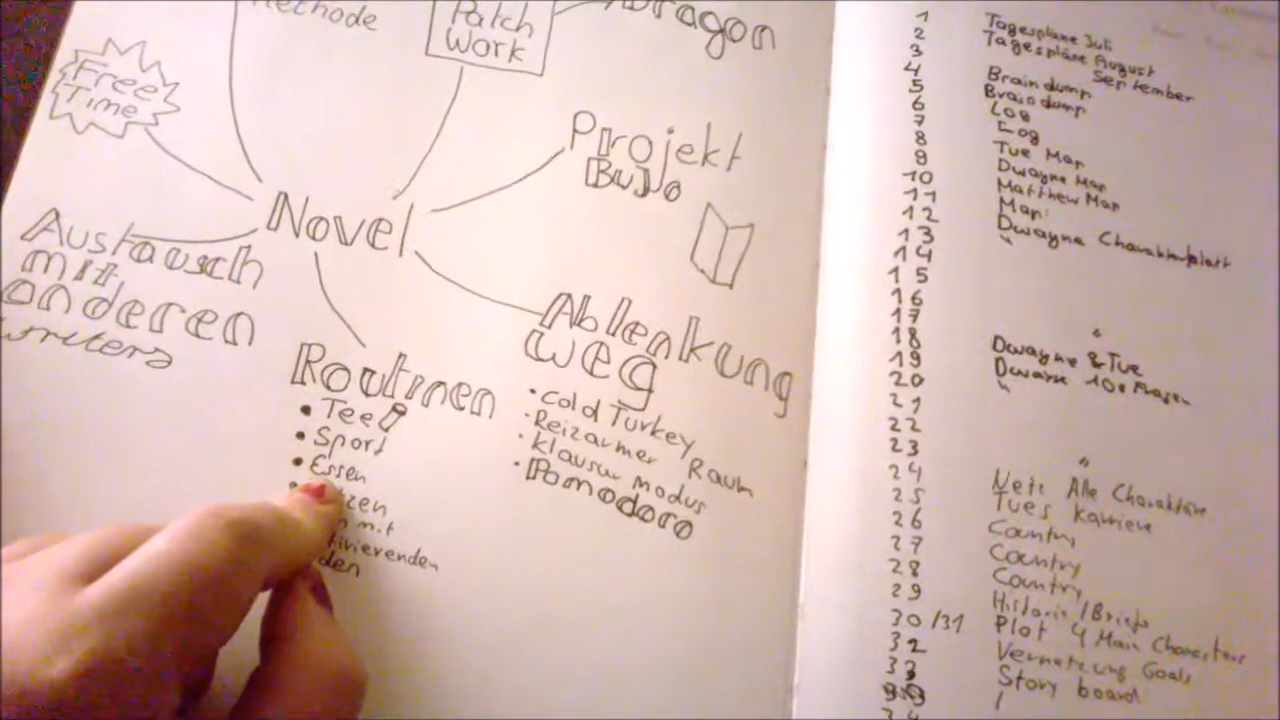 Methode
Patch
Work
Dragon
Free
Time
Projekt
BuJo
Novel
Austausch
mit
anderen
writers
Ablenkung
weg
• Cold Turkey
• Reizarmer Raum
• Klausur modus
• Pomodoro
Routinen
• Tee
• Sport
• Essen
mit
den
1 Tagespläne Juli
2 Tagespläne August
3 September
4 Braindump
5 Braindump
6 Log
7 Log
8 Tue Map
9 Dwayne Map
10 Matthew Map
11 Map:
12 Dwayne Charakterblatt
13 "
14
15
16
17 "
18 Dwayne & Tue
19 Dwayne 100 Fragen
20 "
21
22
23 "
24 Netz Alle Charaktere
25 Tues Karriere
26 Country
27 Country
28 Country
29 Historie / Briefe
30/31 Plot 4 Main Characters
32 Vernetzung Goals
33 Story board
34